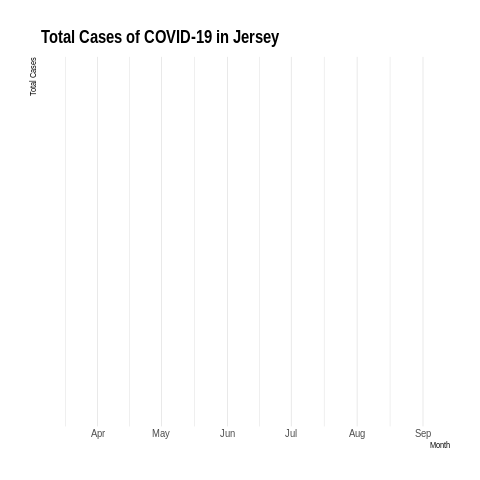 Total Cases of COVID-19 in Jersey
Total Cases
Apr May Jun Jul Aug Sep
Month